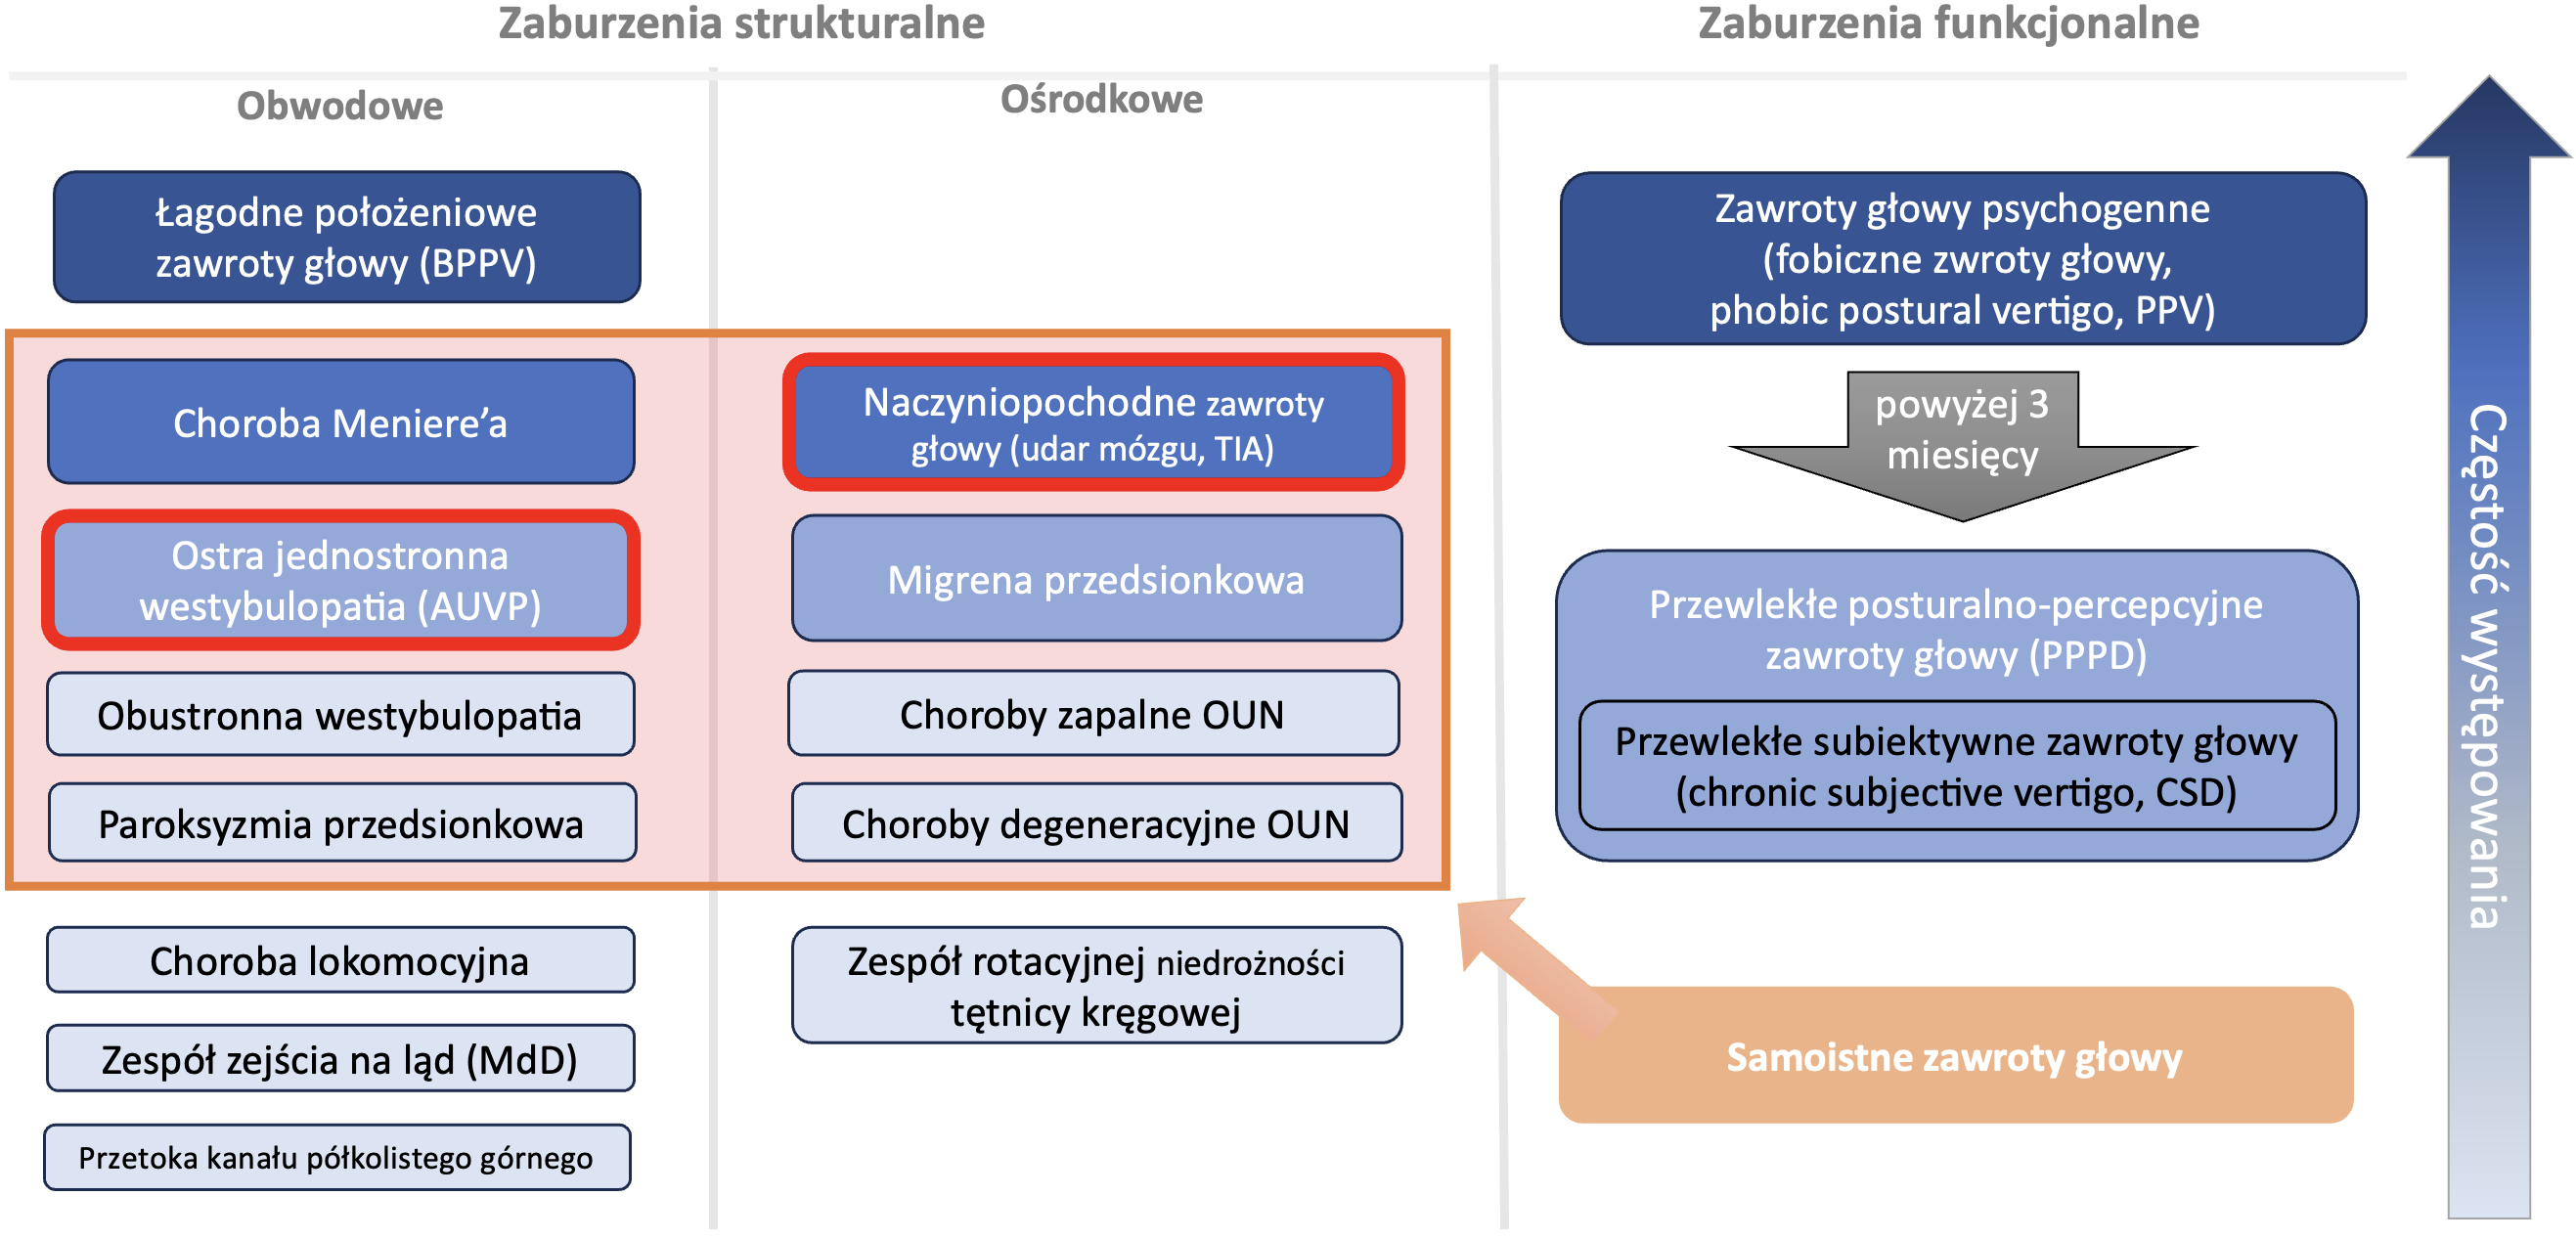 Zaburzenia strukturalne
Zaburzenia funkcjonalne
Obwodowe
Ośrodkowe
Łagodne położeniowe
zawroty głowy (BPPV)
Choroba Meniere’a
Ostra jednostronna
westybulopatia (AUVP)
Obustronna westybulopatia
Paroksyzmia przedsionkowa
Choroba lokomocyjna
Zespół zejścia na ląd (MdD)
Przetoka kanału półkolistego górnego
Naczyniopochodne zawroty
głowy (udar mózgu, TIA)
Migrena przedsionkowa
Choroby zapalne OUN
Choroby degeneracyjne OUN
Zespół rotacyjnej niedrożności
tętnicy kręgowej
Zawroty głowy psychogenne
(fobiczne zwroty głowy,
phobic postural vertigo, PPV)
powyżej 3
miesięcy
Przewlekłe posturalno-percepcyjne
zawroty głowy (PPPD)
Przewlekłe subiektywne zawroty głowy
(chronic subjective vertigo, CSD)
Samoistne zawroty głowy
Częstość występowania